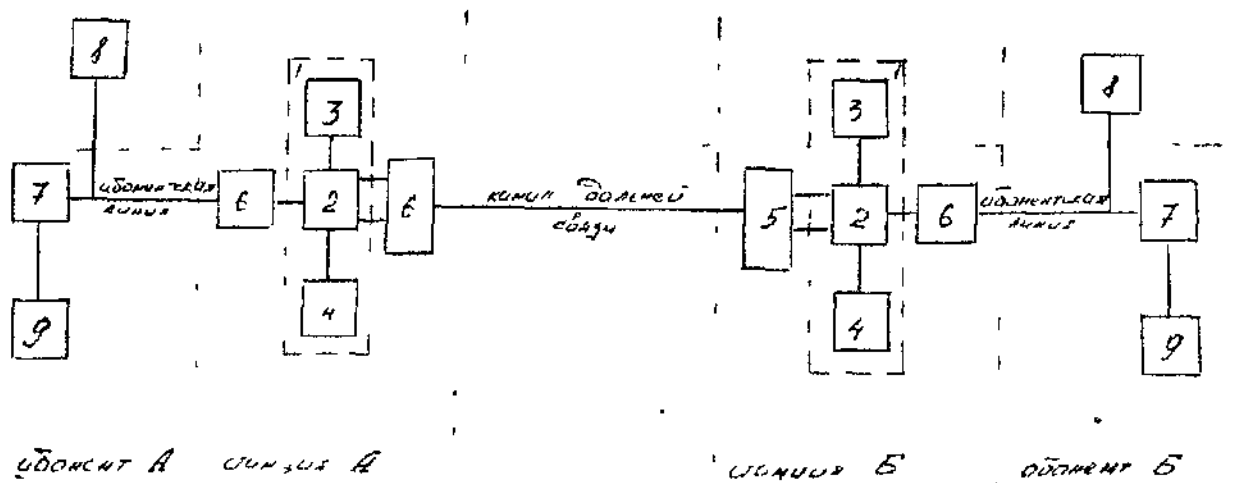 8
1
3
7
абонентская
линия
6
2
6
4
9
канал дальней
связи
1
3
5
2
6
4
8
абонентская
линия
7
9
абонент А
станция А
станция Б
абонент Б